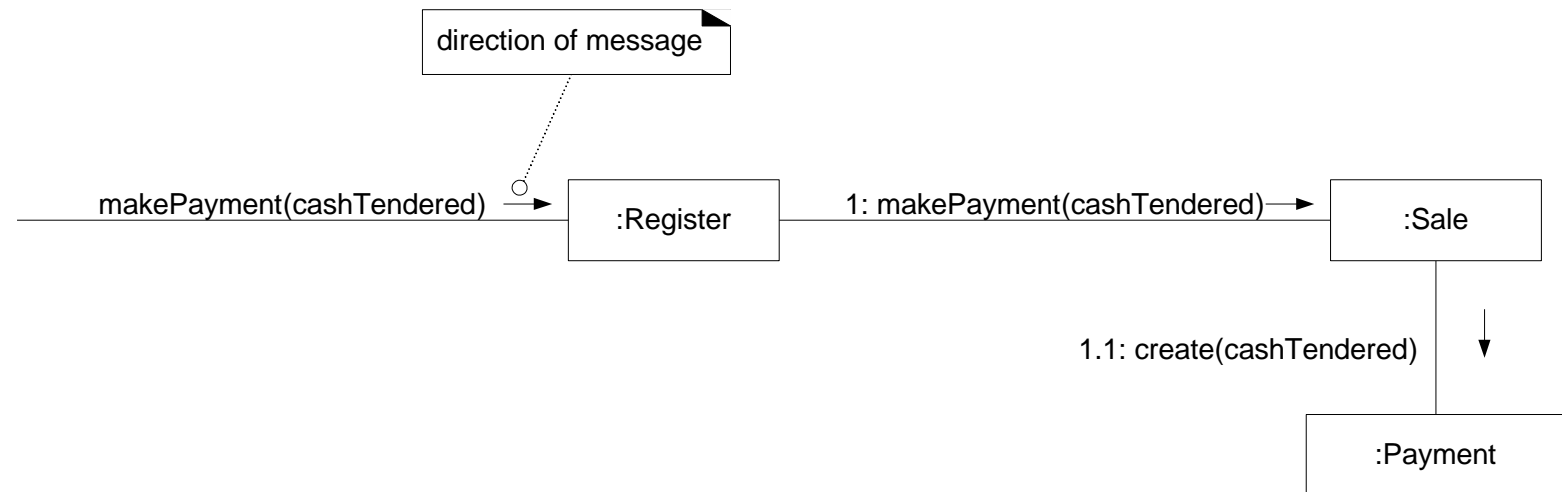 direction of message
makePayment(cashTendered)
:Register
1: makePayment(cashTendered)
:Sale
1.1: create(cashTendered)
:Payment